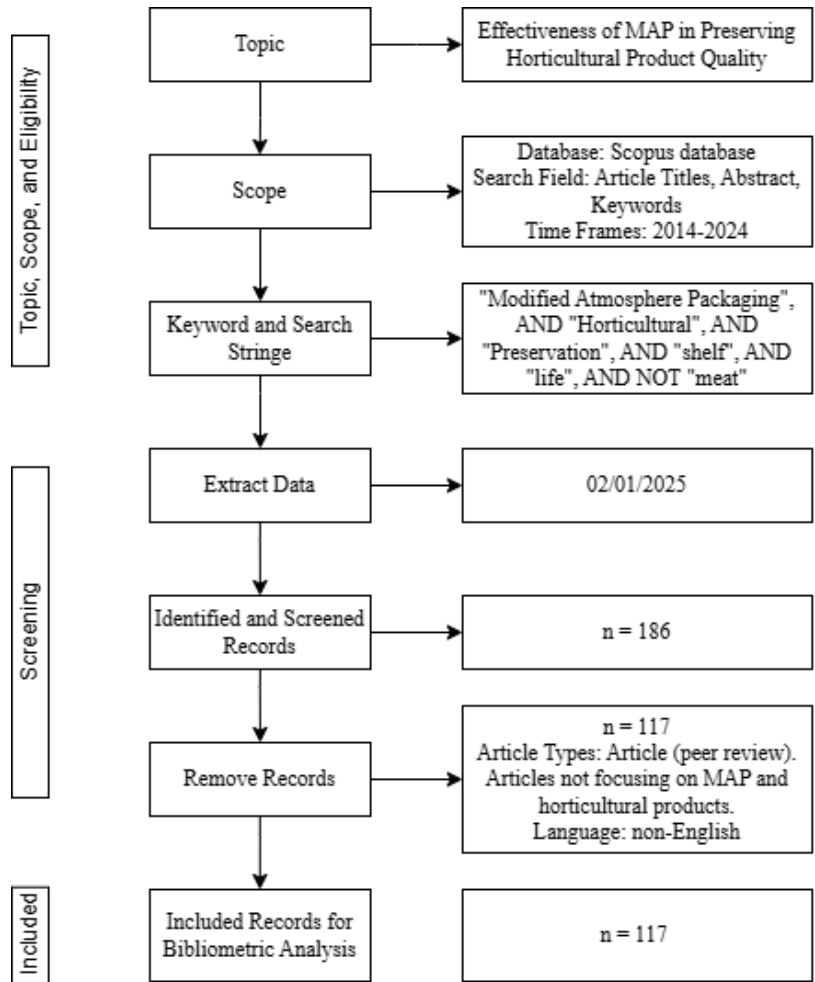 Topic, Scope, and Eligibility
Topic
Effectiveness of MAP in Preserving
Horticultural Product Quality
Scope
Database: Scopus database
Search Field: Article Titles, Abstract,
Keywords
Time Frames: 2014-2024
Keyword and Search
Stringe
"Modified Atmosphere Packaging",
AND "Horticultural", AND
"Preservation", AND "shelf", AND
"life", AND NOT "meat"
Screening
Extract Data
02/01/2025
Identified and Screened
Records
n = 186
Remove Records
n = 117
Article Types: Article (peer review).
Articles not focusing on MAP and
horticultural products.
Language: non-English
Included
Included Records for
Bibliometric Analysis
n = 117